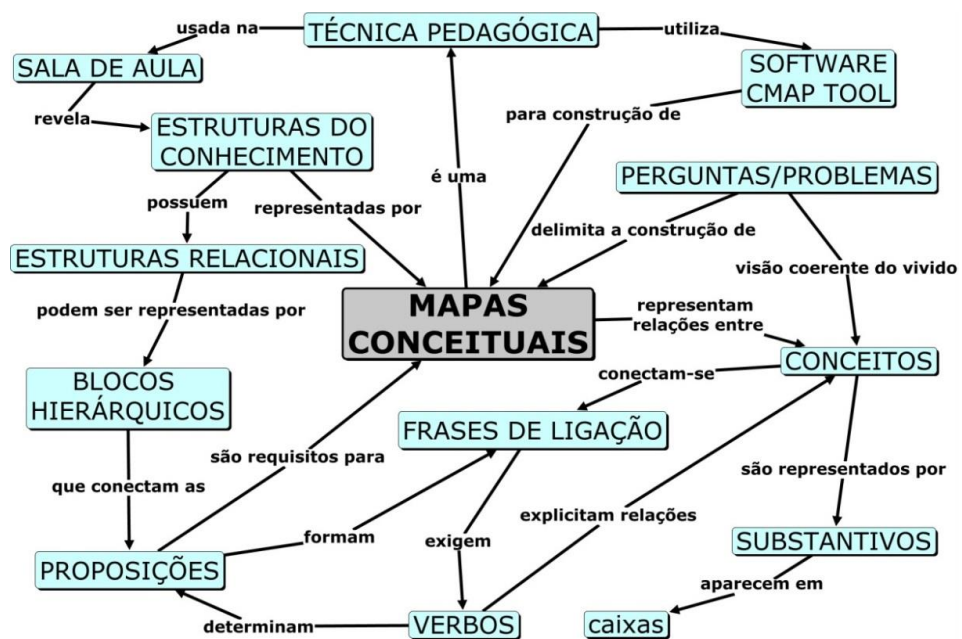 usada na
TÉCNICA PEDAGÓGICA
utiliza
SALA DE AULA
SOFTWARE
CMAP TOOL
revela
ESTRUTURAS DO
CONHECIMENTO
para construção de
é uma
PERGUNTAS/PROBLEMAS
possuem
representadas por
delimita a construção de
ESTRUTURAS RELACIONAIS
visão coerente do vivido
podem ser representadas por
MAPAS
CONCEITUAIS
representam
relações entre
CONCEITOS
BLOCOS
HIERÁRQUICOS
conectam-se
FRASES DE LIGAÇÃO
são requisitos para
são representados por
que conectam as
explicitam relações
formam
exigem
SUBSTANTIVOS
PROPOSIÇÕES
aparecem em
determinam
VERBOS
caixas